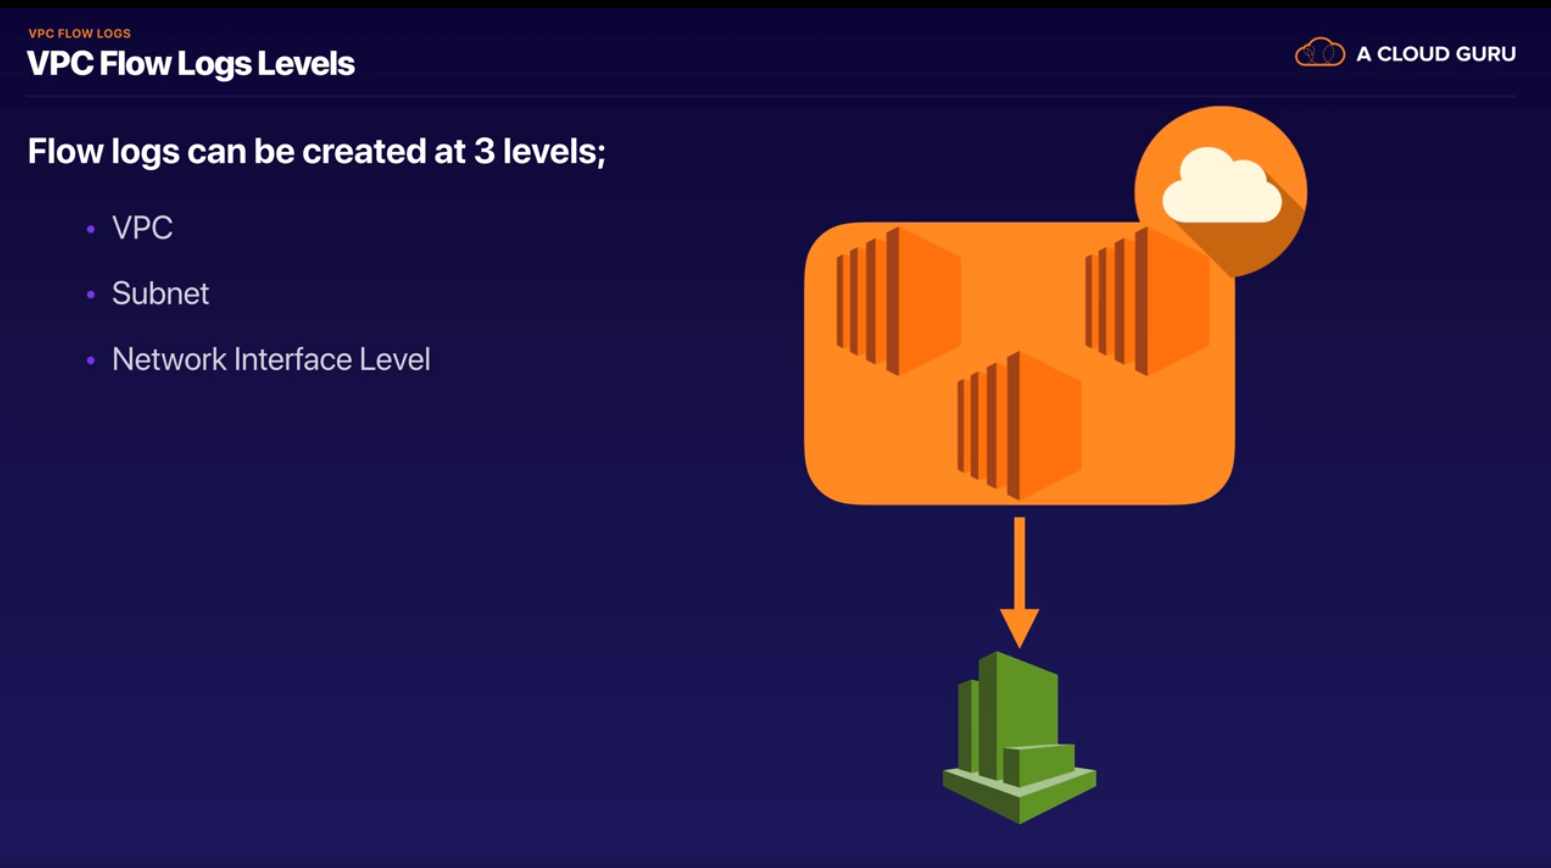 VPC FLOW LOGS
VPC Flow Logs Levels
A CLOUD GURU
Flow logs can be created at 3 levels;
• VPC
• Subnet
• Network Interface Level